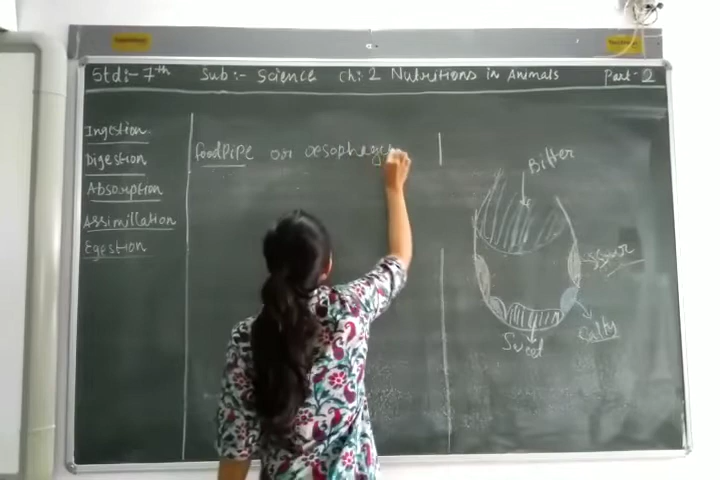 Std:- 7th Sub:- Science Ch: 2 Nutritions in Animals Part- 2
Ingestion
Digestion
Absorption
Assimillation
Egestion
foodpipe or oesophagus
Bitter
Sour
Salty
Sweet